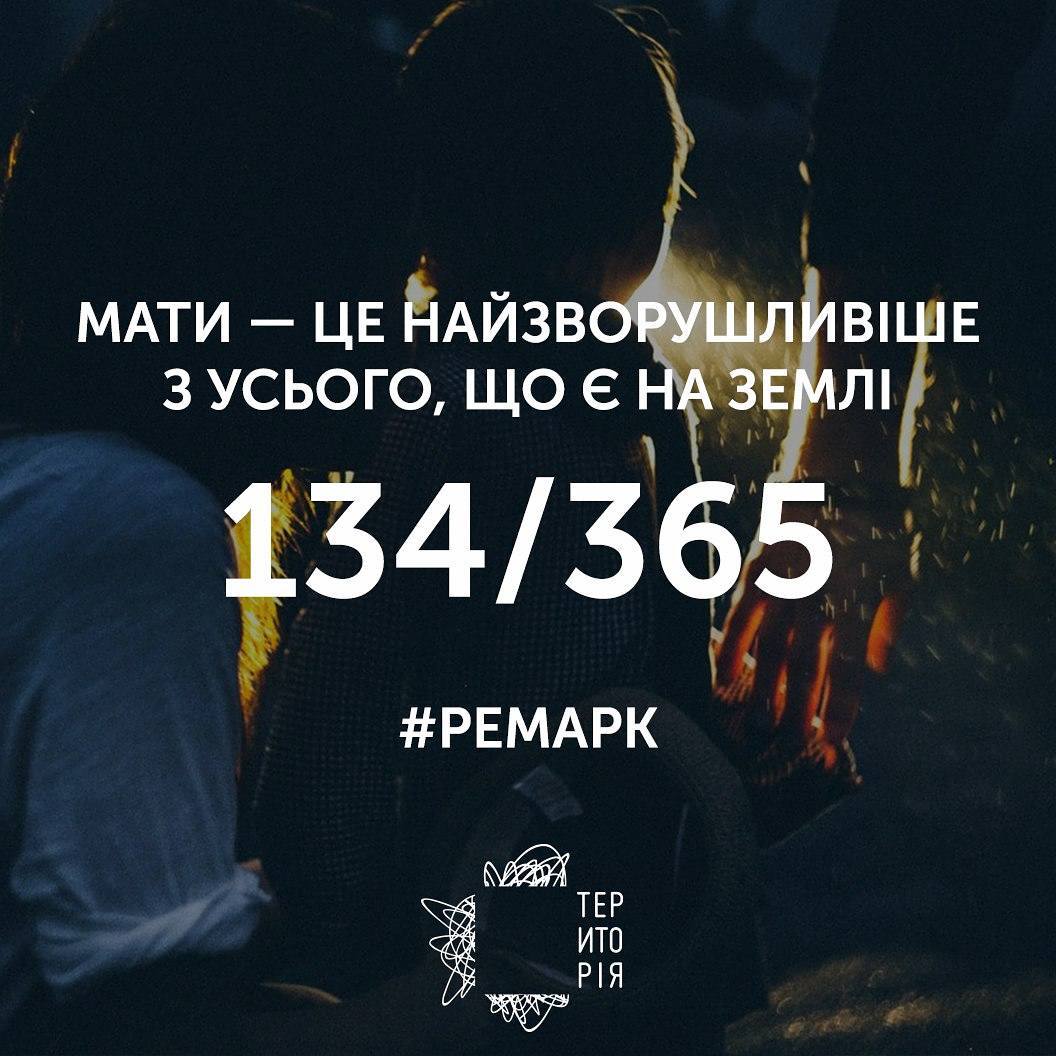 МАТИ — ЦЕ НАЙЗВОРУШЛИВІШЕ
З УСЬОГО, ЩО Є НА ЗЕМЛІ
134/365
#РЕМАРК
ТЕР
ИТО
РІЯ